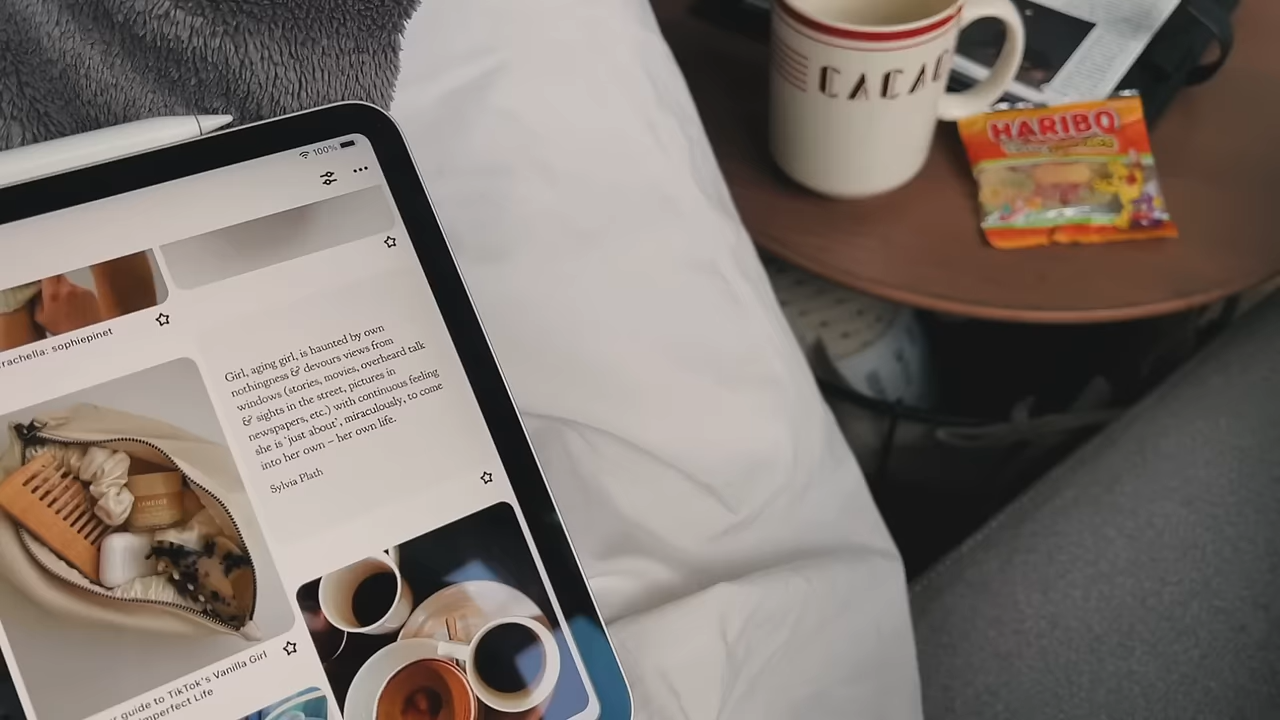 100%
rachella: sophiepinet
Girl, aging girl, is haunted by own
nothingness & devours views from
windows (stories, movies, overheard talk
& sights in the street, pictures in
newspapers, etc.) with continuous feeling
she is 'just about', miraculously, to come
into her own – her own life.
Sylvia Plath
LANEIGE
guide to TikTok's Vanilla Girl
mperfect Life
CACAO
HARIBO